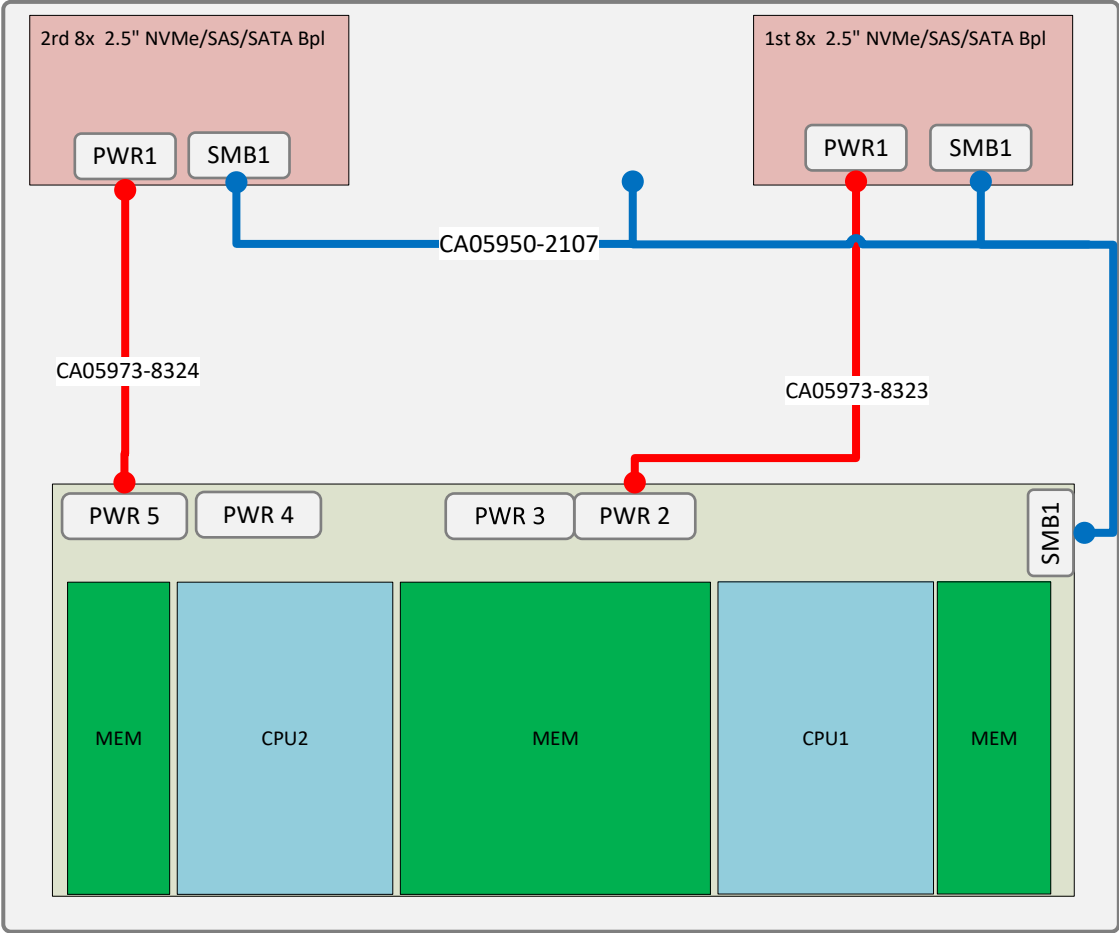 2rd 8x  2.5" NVMe/SAS/SATA Bpl
1st 8x  2.5" NVMe/SAS/SATA Bpl
PWR1
SMB1
PWR1
SMB1
CA05950-2107
CA05973-8324
CA05973-8323
PWR 5
PWR 4
PWR 3
PWR 2
SMB1
MEM
CPU2
MEM
CPU1
MEM